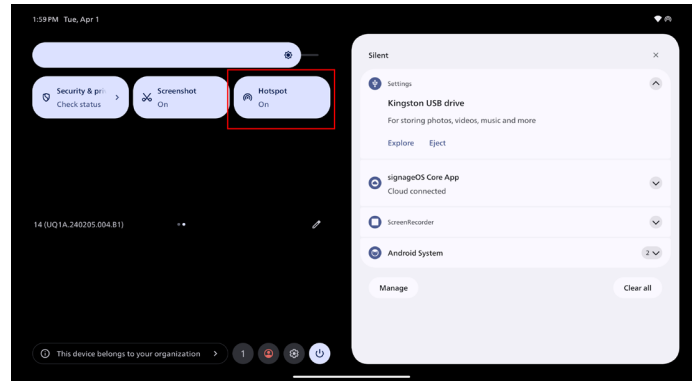 1:59 PM Tue, Apr 1
Security & pri
Check status
Screenshot
On
Hotspot
On
14 (UQ1A.240205.004.B1)
This device belongs to your organization
1
Silent
Settings
Kingston USB drive
For storing photos, videos, music and more
Explore Eject
signageOS Core App
Cloud connected
ScreenRecorder
Android System
2
Manage
Clear all